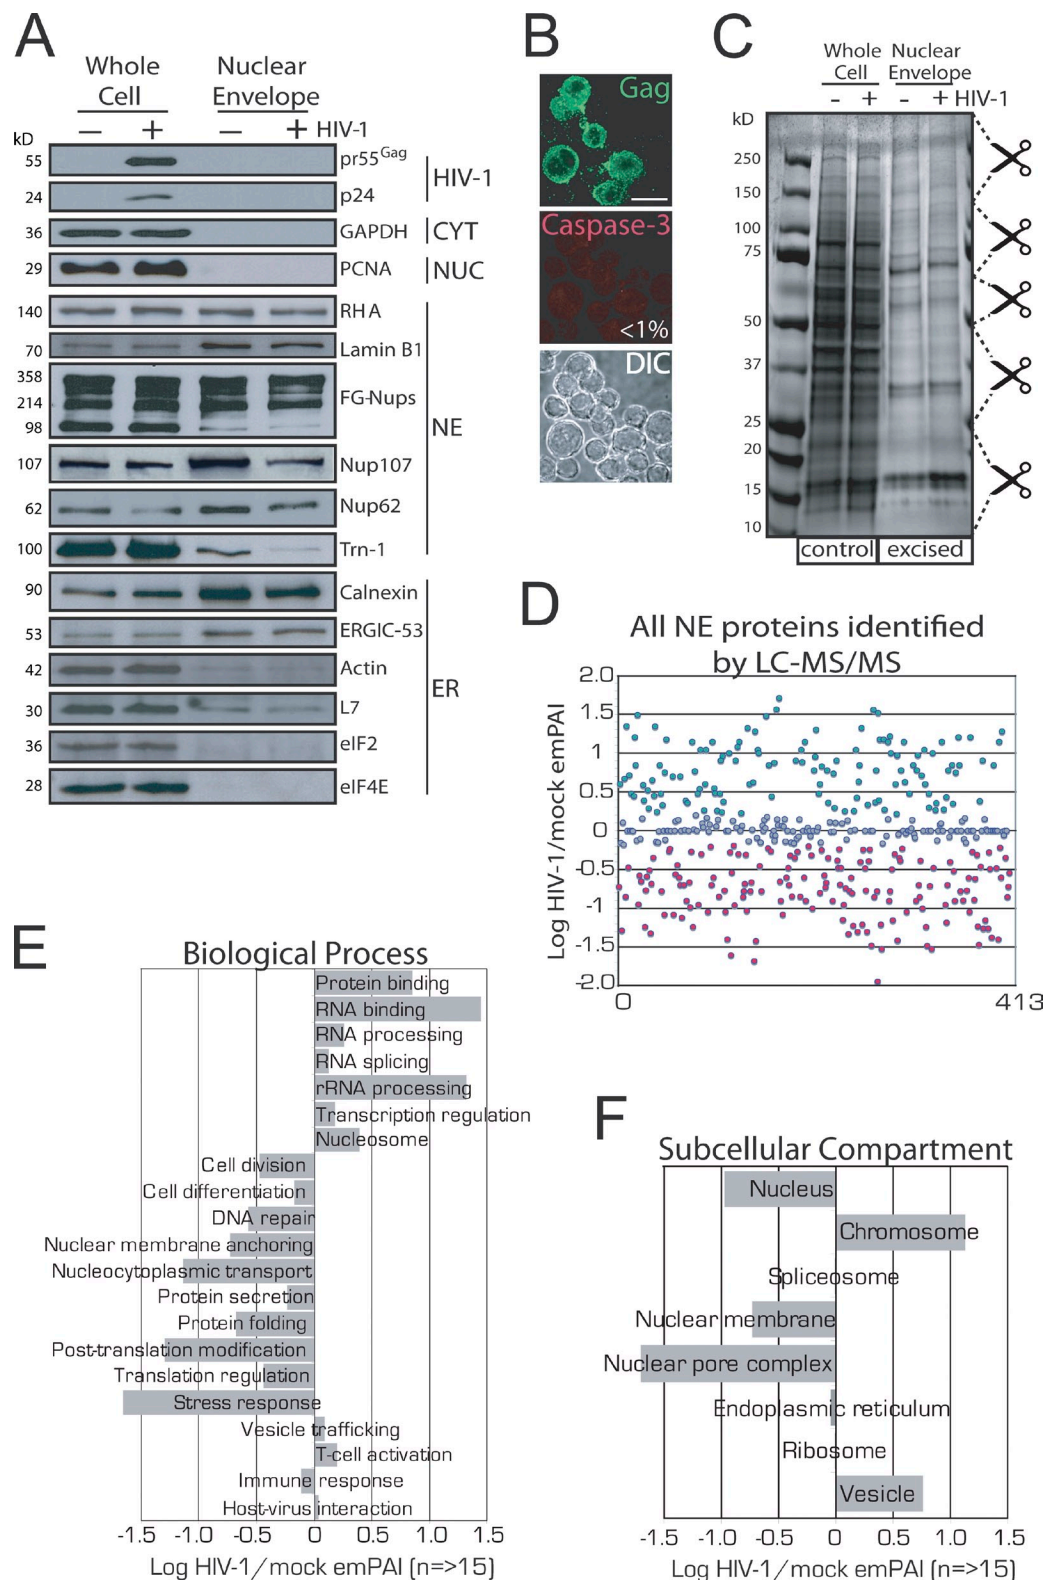 A
Whole
Cell
Nuclear
Envelope
− + − + HIV-1
kD
55 pr55Gag
24 p24
HIV-1
36 GAPDH CYT
29 PCNA NUC
140 RHA
70 Lamin B1
358
214 FG-Nups
98
NE
107 Nup107
62 Nup62
100 Trn-1
90 Calnexin
53 ERGIC-53
42 Actin
ER
30 L7
36 eIF2
28 eIF4E
B
Gag
Caspase-3
<1%
DIC
C
Whole
Cell
Nuclear
Envelope
- + - + HIV-1
kD
250
150
100
75
50
37
25
20
15
10
control excised
D
All NE proteins identified
by LC-MS/MS
Log HIV-1/mock emPAI
2.0
1.5
1
0.5
0
-0.5
-1
-1.5
-2.0
0 413
E
Biological Process
Protein binding
RNA binding
RNA processing
RNA splicing
rRNA processing
Transcription regulation
Nucleosome
Cell division
Cell differentiation
DNA repair
Nuclear membrane anchoring
Nucleocytoplasmic transport
Protein secretion
Protein folding
Post-translation modification
Translation regulation
Stress response
Vesicle trafficking
T-cell activation
Immune response
Host-virus interaction
-1.5 -1.0 -0.5 0 0.5 1.0 1.5
Log HIV-1/mock emPAI (n=>15)
F
Subcellular Compartment
Nucleus
Chromosome
Spliceosome
Nuclear membrane
Nuclear pore complex
Endoplasmic reticulum
Ribosome
Vesicle
-1.5 -1.0 -0.5 0 0.5 1.0 1.5
Log HIV-1/mock emPAI (n=>15)